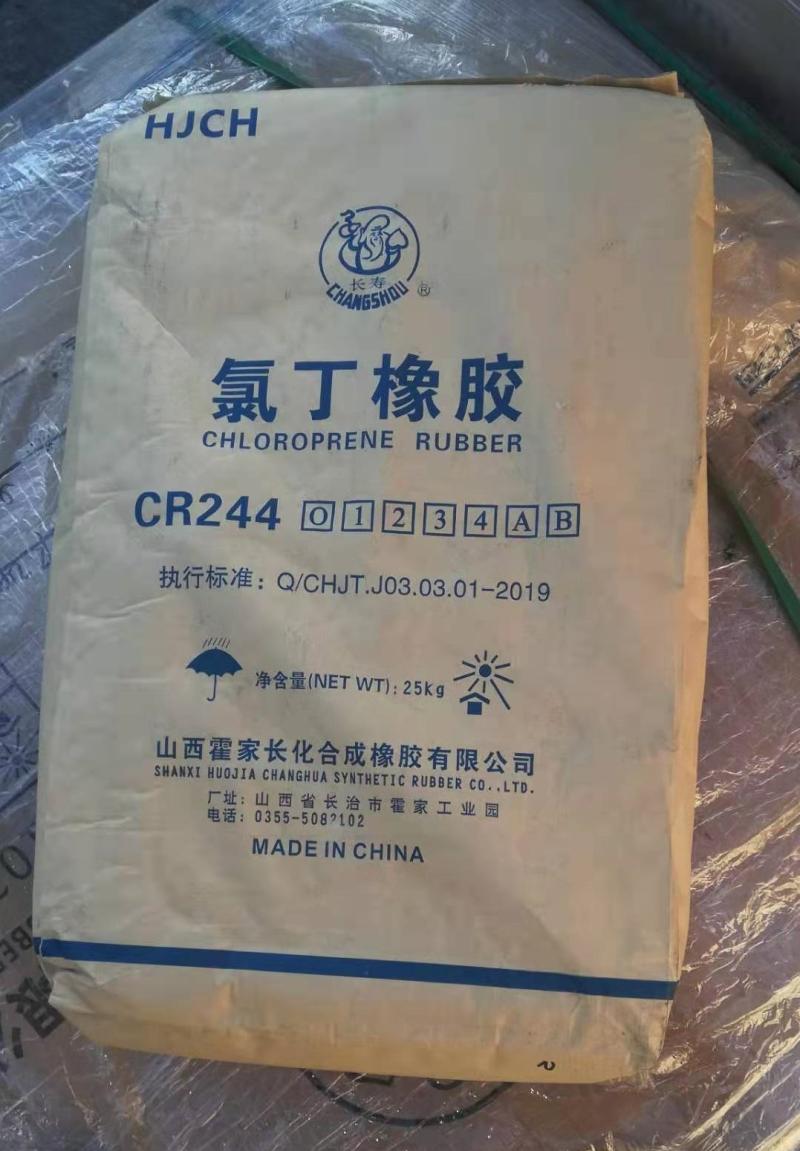 HJCH
长寿
CHANGSHOU ®
氯丁橡胶
CHLOROPRENE RUBBER
CR244 0 1 2 3 4 A B
执行标准：Q/CHJT.J03.03.01-2019
净含量(NET WT)：25Kg
山西霍家长化合成橡胶有限公司
SHANXI HUOJIA CHANGHUA SYNTHETIC RUBBER CO.,LTD.
厂址：山西省长治市霍家工业园
电话：
MADE IN CHINA